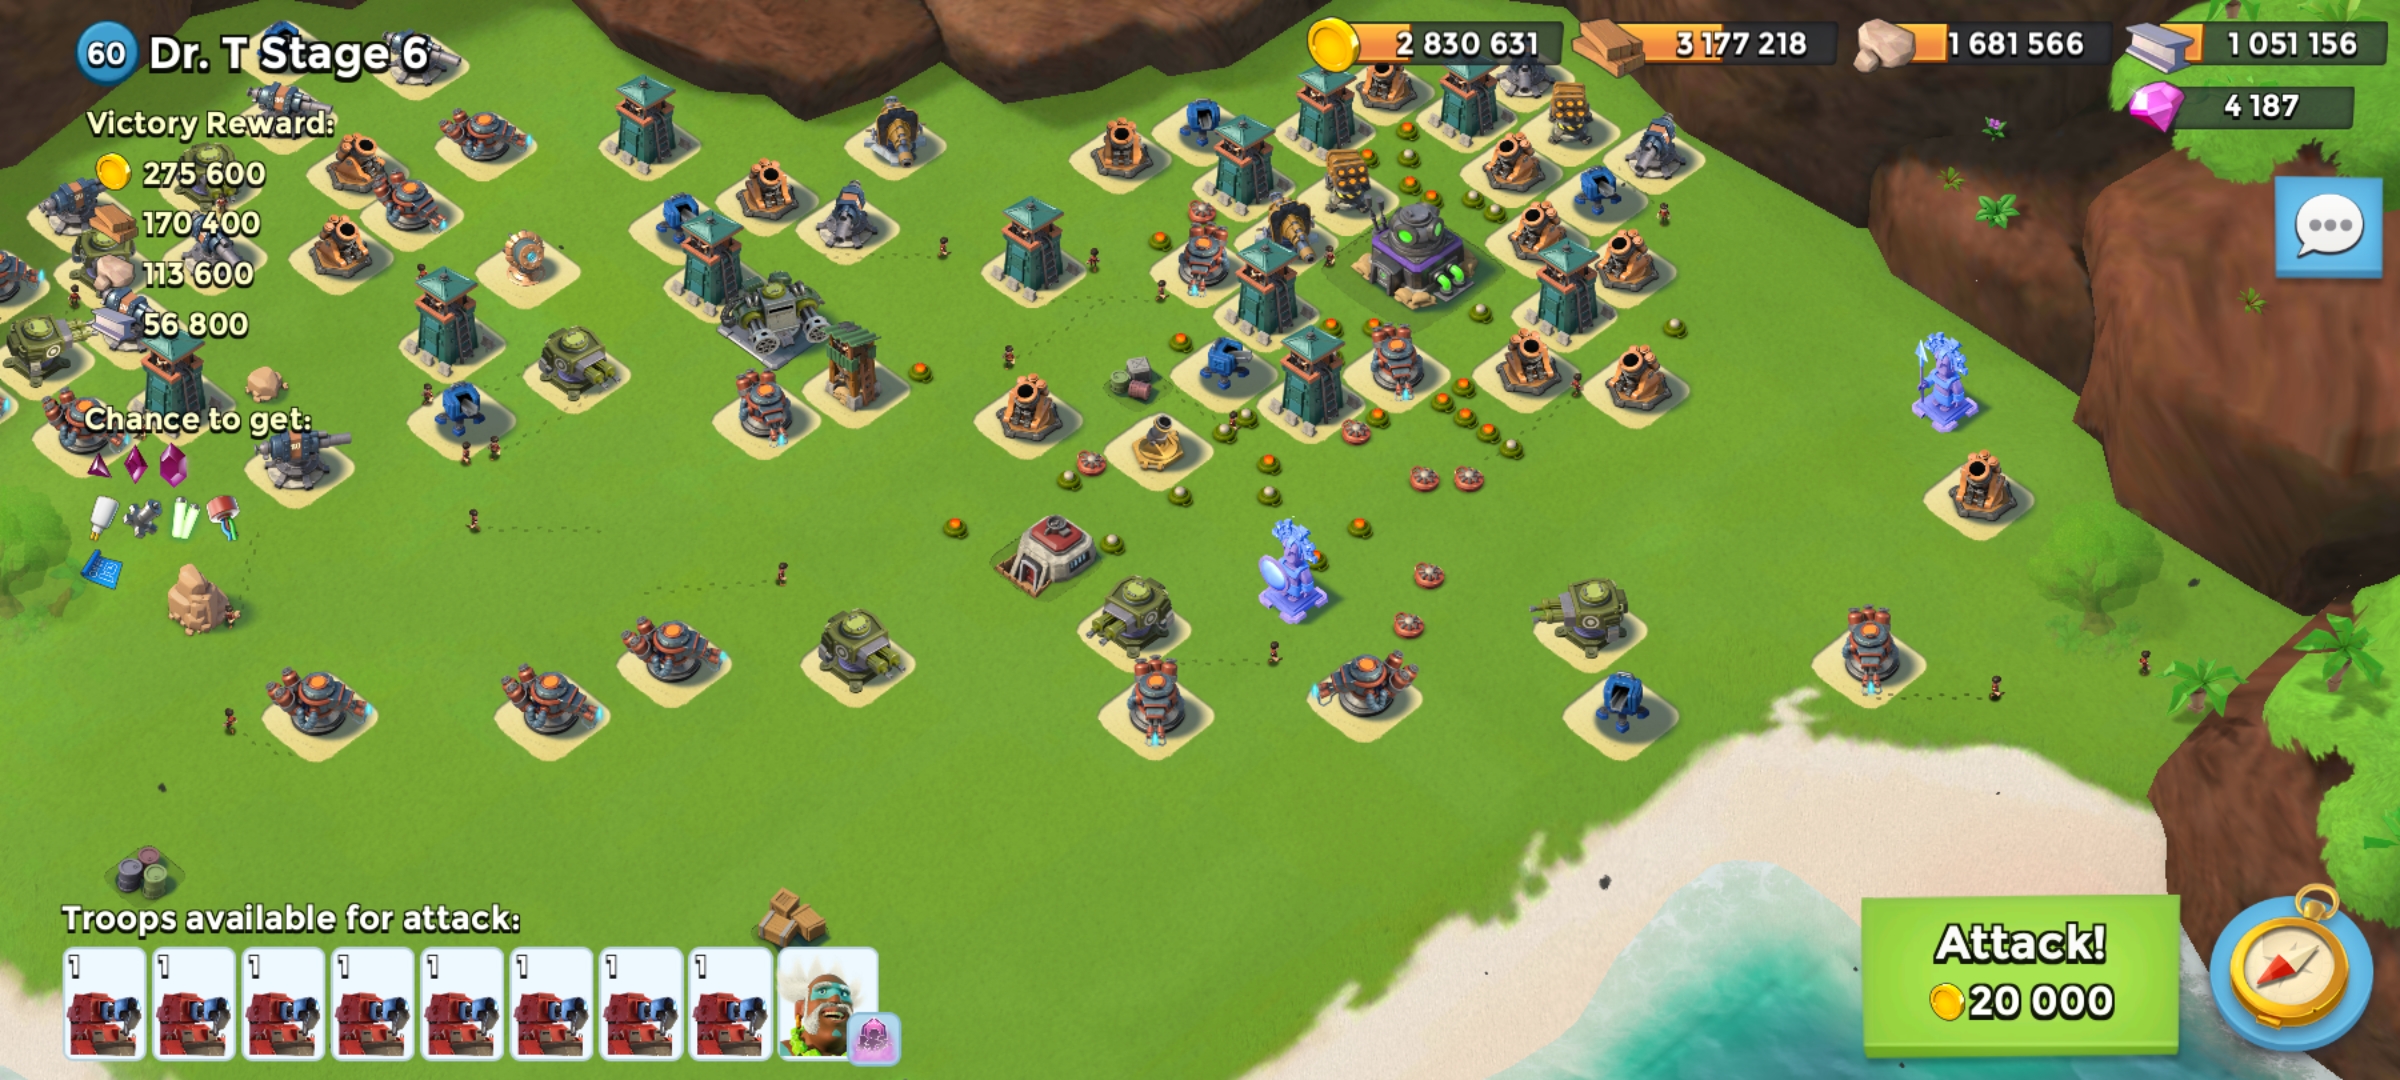 60 Dr. T Stage 6
2 830 631
3 177 218
1 681 566
1 051 156
4 187
Victory Reward:
275 600
170 400
113 600
56 800
Chance to get:
Troops available for attack:
1 1 1 1 1 1 1 1
Attack!
20 000